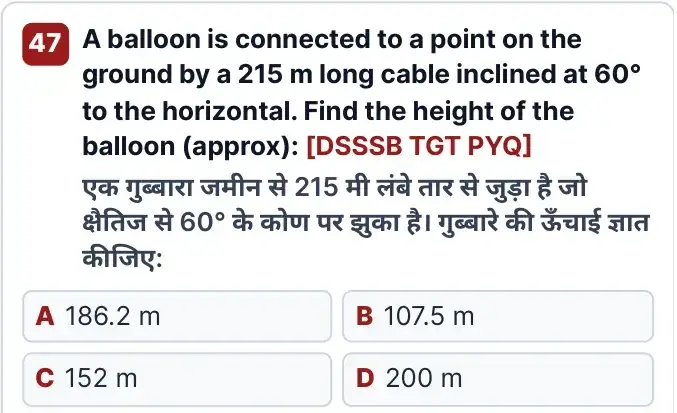 47 A balloon is connected to a point on the
ground by a 215 m long cable inclined at 60°
to the horizontal. Find the height of the
balloon (approx): [DSSSB TGT PYQ]
एक गुब्बारा जमीन से 215 मी लंबे तार से जुड़ा है जो
क्षैतिज से 60° के कोण पर झुका है। गुब्बारे की ऊँचाई ज्ञात
कीजिए:
A 186.2 m
B 107.5 m
C 152 m
D 200 m